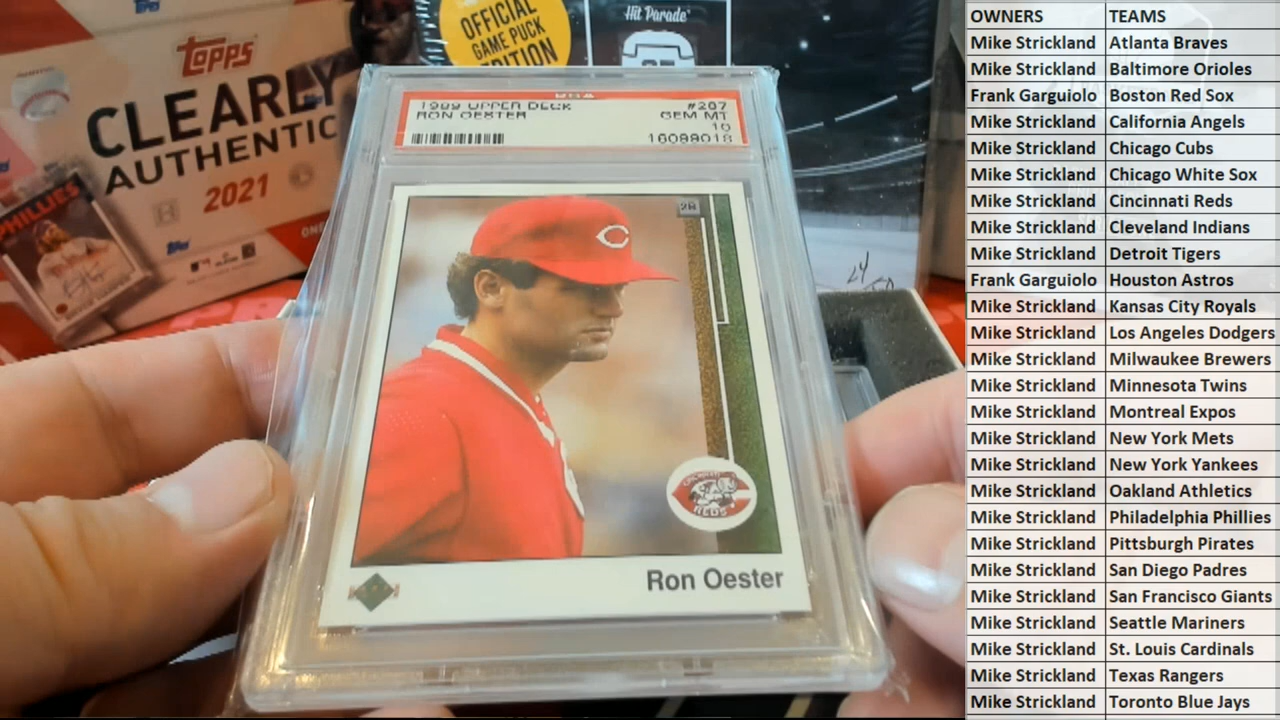 OFFICIAL
GAME PUCK
EDITION
Hit Parade
topps
CLEARLY
AUTHENTIC
2021
PHILLIES
topps
1989 UPPER DECK #287
RON OESTER GEM MT
10
16099018
2B
C
CINCINNATI
REDS
Ron Oester
OWNERS TEAMS
Mike Strickland Atlanta Braves
Mike Strickland Baltimore Orioles
Frank Garguiolo Boston Red Sox
Mike Strickland California Angels
Mike Strickland Chicago Cubs
Mike Strickland Chicago White Sox
Mike Strickland Cincinnati Reds
Mike Strickland Cleveland Indians
Mike Strickland Detroit Tigers
Frank Garguiolo Houston Astros
Mike Strickland Kansas City Royals
Mike Strickland Los Angeles Dodgers
Mike Strickland Milwaukee Brewers
Mike Strickland Minnesota Twins
Mike Strickland Montreal Expos
Mike Strickland New York Mets
Mike Strickland New York Yankees
Mike Strickland Oakland Athletics
Mike Strickland Philadelphia Phillies
Mike Strickland Pittsburgh Pirates
Mike Strickland San Diego Padres
Mike Strickland San Francisco Giants
Mike Strickland Seattle Mariners
Mike Strickland St. Louis Cardinals
Mike Strickland Texas Rangers
Mike Strickland Toronto Blue Jays